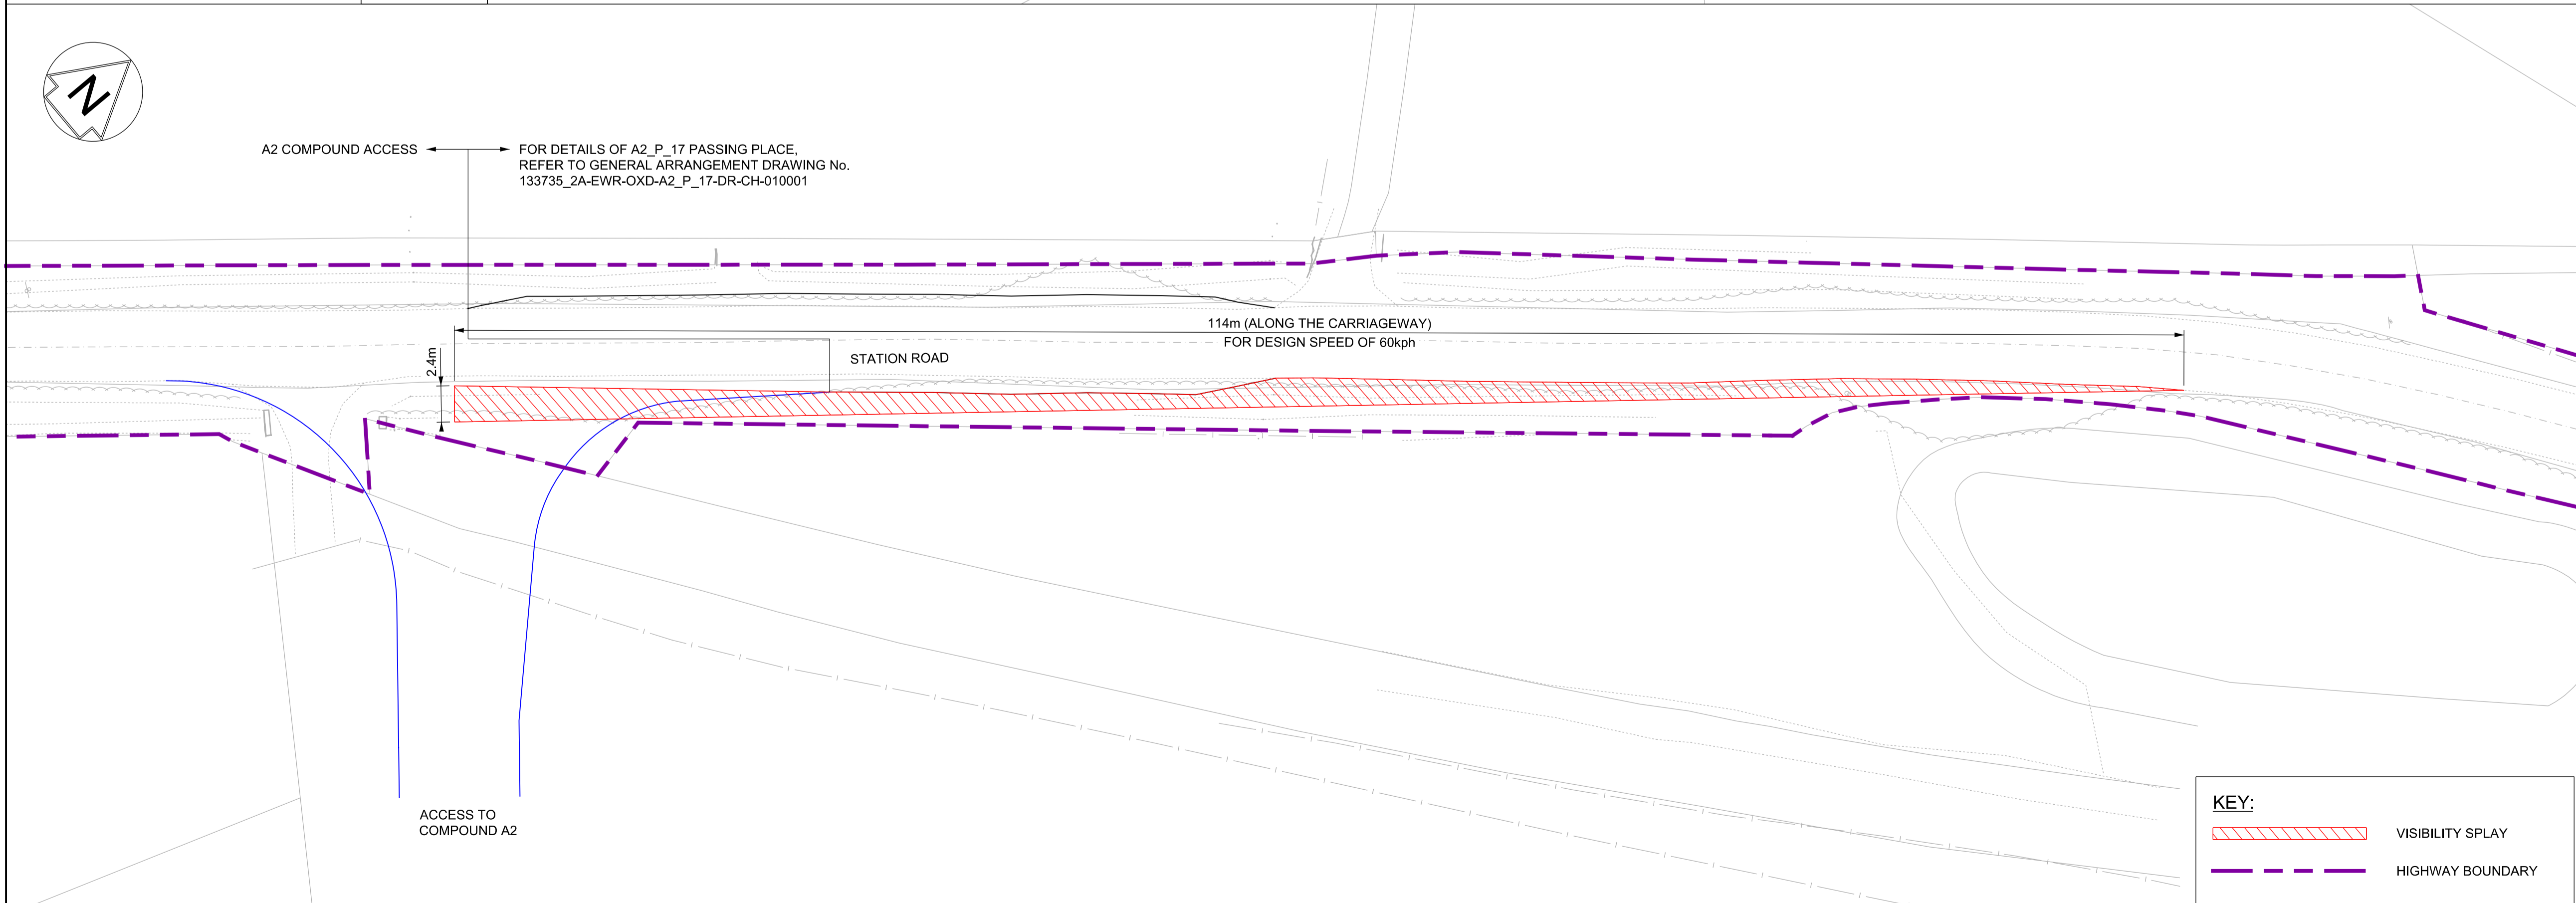 N
A2 COMPOUND ACCESS
FOR DETAILS OF A2_P_17 PASSING PLACE,
REFER TO GENERAL ARRANGEMENT DRAWING No.
133735_2A-EWR-OXD-A2_P_17-DR-CH-010001
114m (ALONG THE CARRIAGEWAY)
FOR DESIGN SPEED OF 60kph
2.4m
STATION ROAD
ACCESS TO
COMPOUND A2
KEY:
VISIBILITY SPLAY
HIGHWAY BOUNDARY